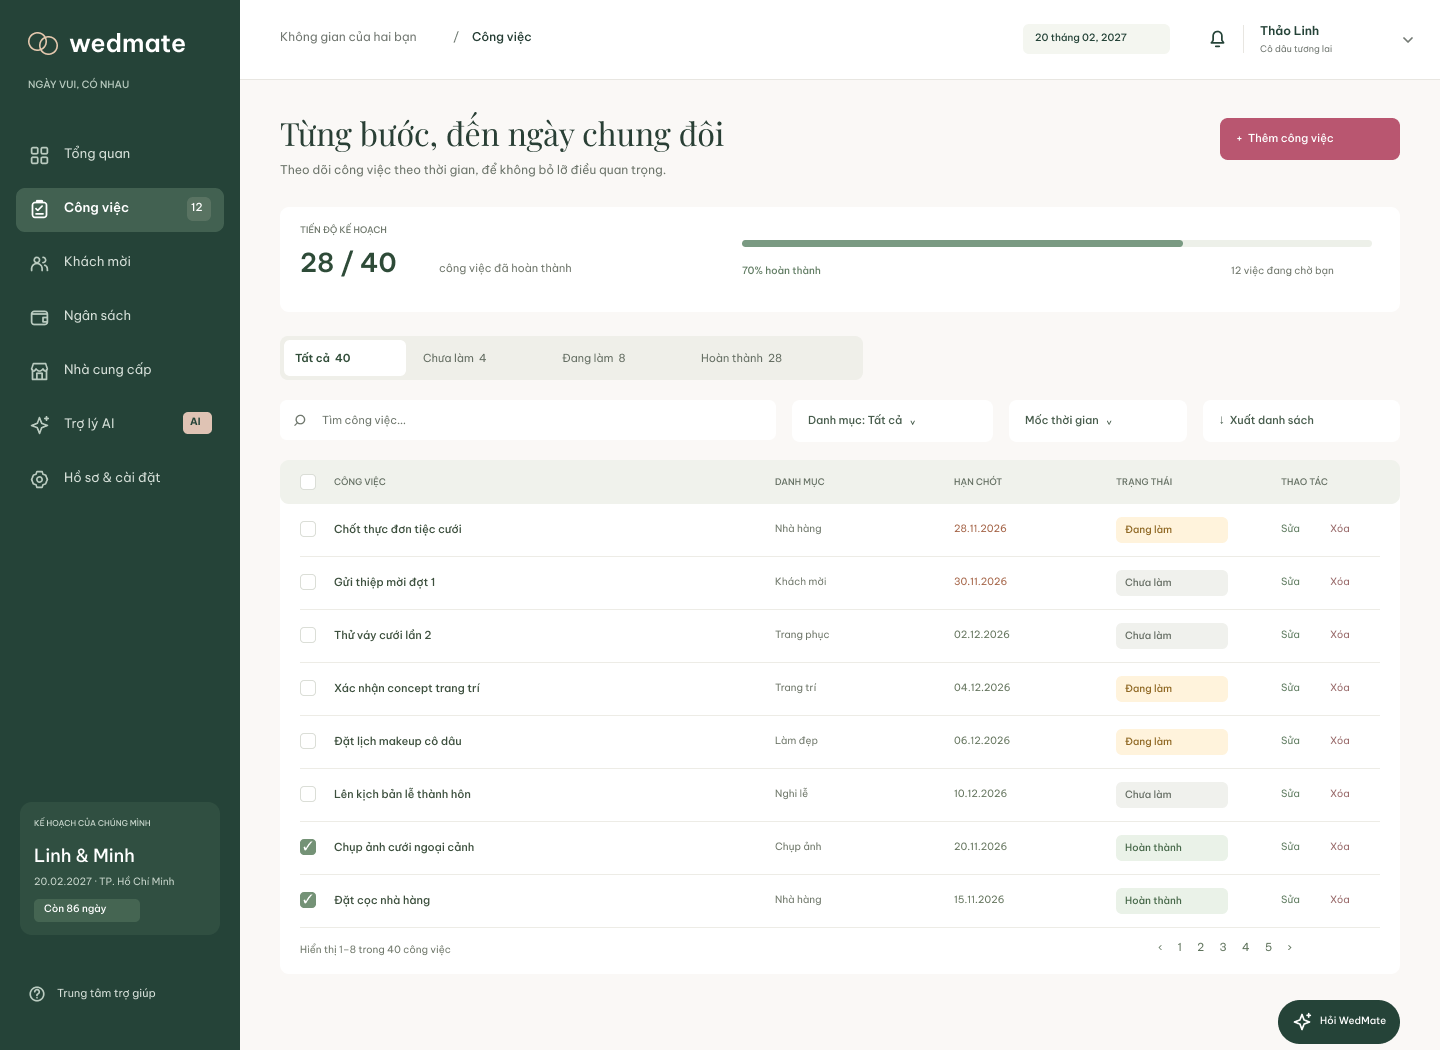 wedmate
NGÀY VUI, CÓ NHAU
Tổng quan
Công việc 12
Khách mời
Ngân sách
Nhà cung cấp
Trợ lý AI AI
Hồ sơ & cài đặt
KẾ HOẠCH CỦA CHÚNG MÌNH
Linh & Minh
20.02.2027 · TP. Hồ Chí Minh
Còn 86 ngày
Trung tâm trợ giúp
Không gian của hai bạn / Công việc
20 tháng 02, 2027
Thảo Linh
Cô dâu tương lai
Từng bước, đến ngày chung đôi
Theo dõi công việc theo thời gian, để không bỏ lỡ điều quan trọng.
+ Thêm công việc
TIẾN ĐỘ KẾ HOẠCH
28 / 40 công việc đã hoàn thành
70% hoàn thành 12 việc đang chờ bạn
Tất cả 40 Chưa làm 4 Đang làm 8 Hoàn thành 28
Tìm công việc... Danh mục: Tất cả Mốc thời gian ↓ Xuất danh sách
CÔNG VIỆC DANH MỤC HẠN CHÓT TRẠNG THÁI THAO TÁC
Chốt thực đơn tiệc cưới Nhà hàng 28.11.2026 Đang làm Sửa Xóa
Gửi thiệp mời đợt 1 Khách mời 30.11.2026 Chưa làm Sửa Xóa
Thử váy cưới lần 2 Trang phục 02.12.2026 Chưa làm Sửa Xóa
Xác nhận concept trang trí Trang trí 04.12.2026 Đang làm Sửa Xóa
Đặt lịch makeup cô dâu Làm đẹp 06.12.2026 Đang làm Sửa Xóa
Lên kịch bản lễ thành hôn Nghi lễ 10.12.2026 Chưa làm Sửa Xóa
Chụp ảnh cưới ngoại cảnh Chụp ảnh 20.11.2026 Hoàn thành Sửa Xóa
Đặt cọc nhà hàng Nhà hàng 15.11.2026 Hoàn thành Sửa Xóa
Hiển thị 1–8 trong 40 công việc ‹ 1 2 3 4 5 ›
Hỏi WedMate